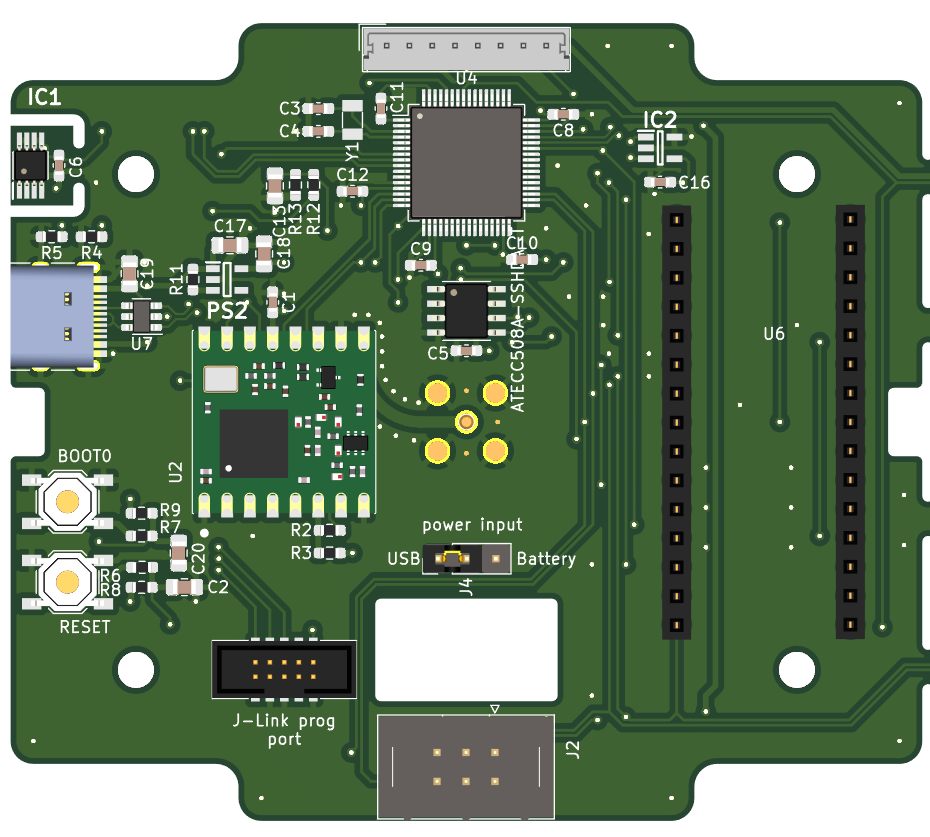 U4
IC1
C3
C11
C4
C8
IC2
Y1
C6
C12
C16
C13
R13
R12
R5
R4
C17
C18
C10
C9
C19
R11
PS2
C1
U7
C5
U6
BOOT0
U2
R9
R7
R2
R3
C20
power input
USB
Battery
J4
R6
R8
C2
RESET
J-Link prog
port
J2